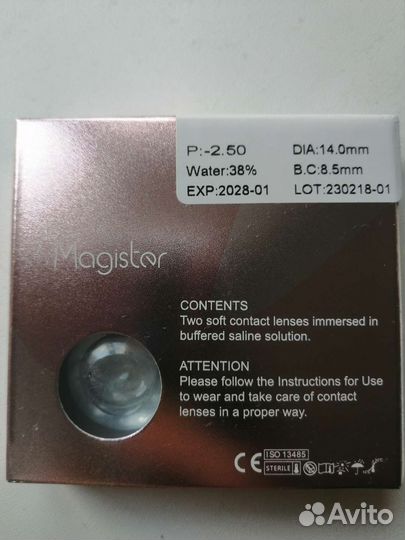 P:-2.50 DIA:14.0mm
Water:38% B.C:8.5mm
EXP:2028-01 LOT:230218-01
Magister
CONTENTS
Two soft contact lenses immersed in
buffered saline solution.
ATTENTION
Please follow the Instructions for Use
to wear and take care of contact
lenses in a proper way.
CE ISO 13485
STERILE
Avito